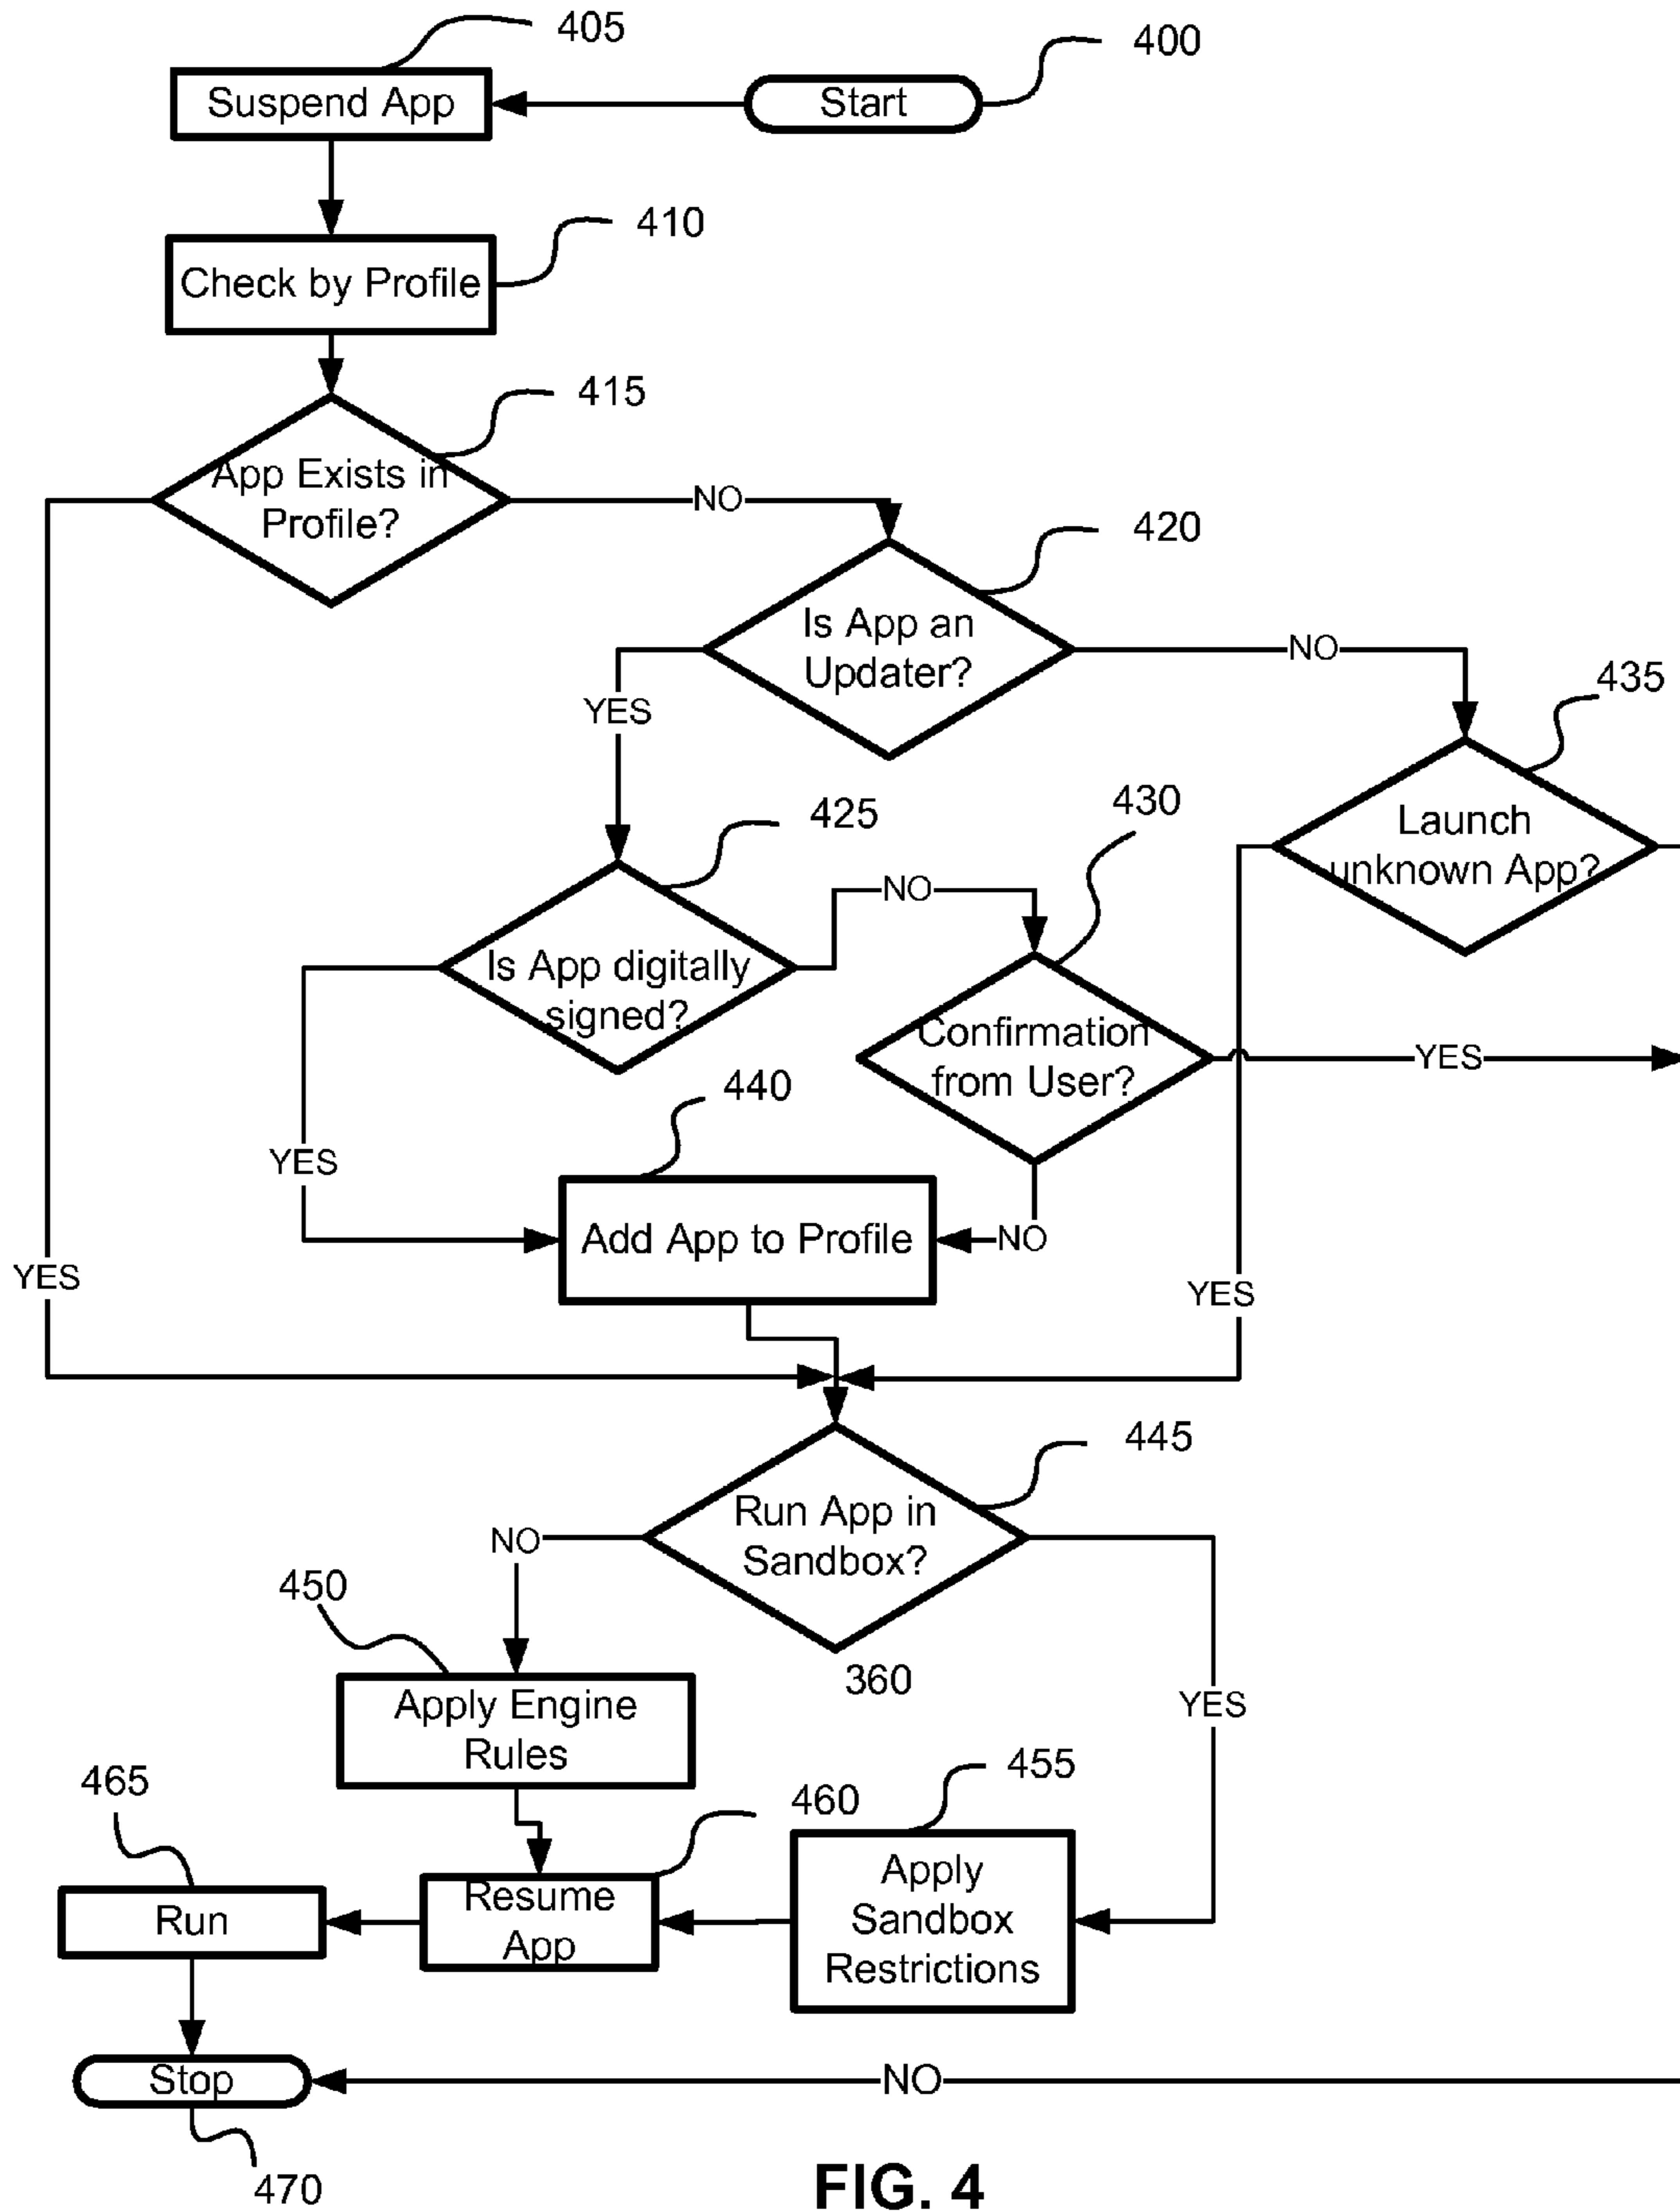 405
400
Suspend App
Start
410
Check by Profile
415
App Exists in
Profile?
NO
420
Is App an
Updater?
NO
435
YES
Launch
unknown App?
425
430
NO
Is App digitally
signed?
Confirmation
from User?
YES
440
YES
Add App to Profile
NO
YES
YES
445
Run App in
Sandbox?
NO
450
360
YES
Apply Engine
Rules
465
460
455
Apply
Sandbox
Restrictions
Resume
App
Run
Stop
NO
470
FIG. 4